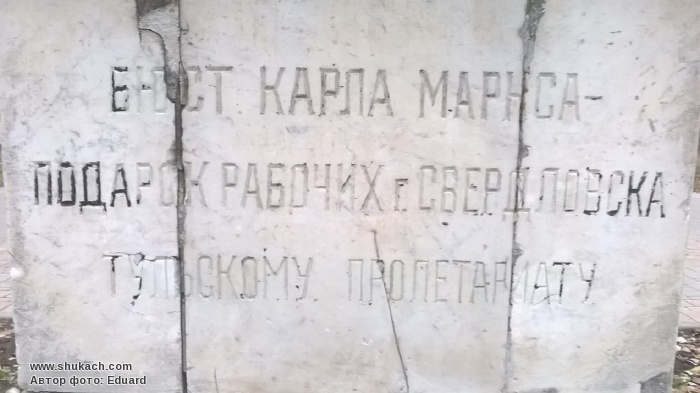 БЮСТ КАРЛА МАРКСА-
ПОДАРОК РАБОЧИХ г. СВЕРДЛОВСКА
ТУЛЬСКОМУ ПРОЛЕТАРИАТУ
www.shukach.com
Автор фото: Eduard